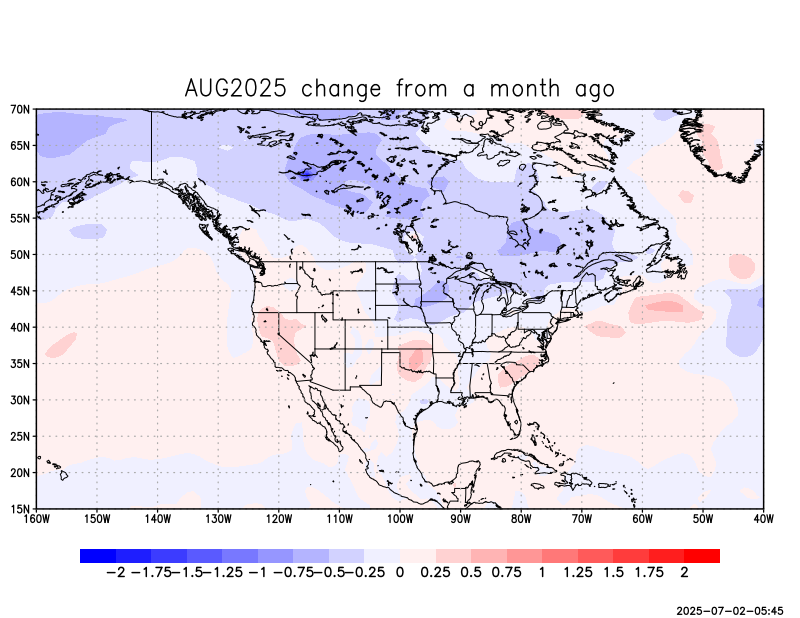 AUG2025 change from a month ago
70N
65N
60N
55N
50N
45N
40N
35N
30N
25N
20N
15N
160W 150W 140W 130W 120W 110W 100W 90W 80W 70W 60W 50W 40W
−2 −1.75 −1.5 −1.25 −1 −0.75 −0.5 −0.25 0 0.25 0.5 0.75 1 1.25 1.5 1.75 2
2025-07-02-05:45